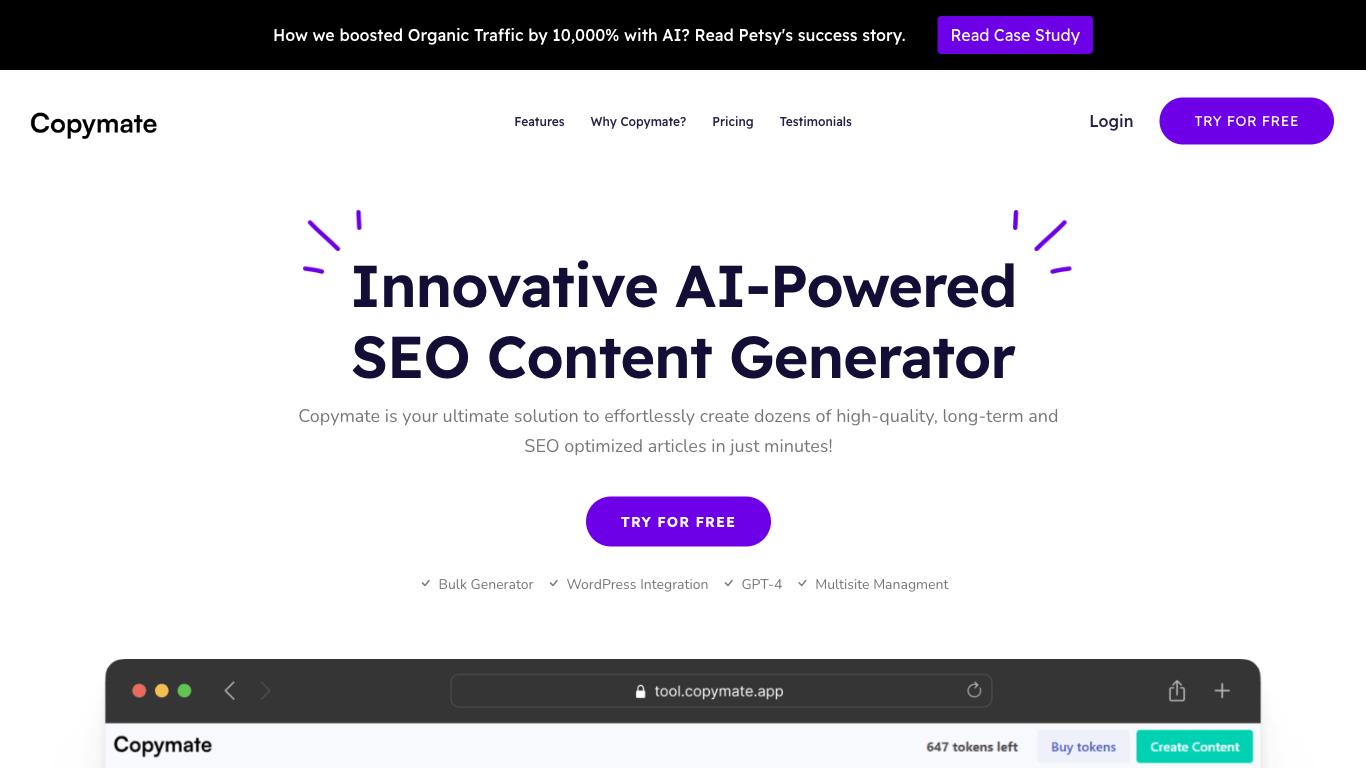 How we boosted Organic Traffic by 10,000% with AI? Read Petsy's success story.
Read Case Study
Copymate
Features
Why Copymate?
Pricing
Testimonials
Login
TRY FOR FREE
Innovative AI-Powered
SEO Content Generator
Copymate is your ultimate solution to effortlessly create dozens of high-quality, long-term and
SEO optimized articles in just minutes!
TRY FOR FREE
Bulk Generator
WordPress Integration
GPT-4
Multisite Managment
tool.copymate.app
Copymate
647 tokens left
Buy tokens
Create Content